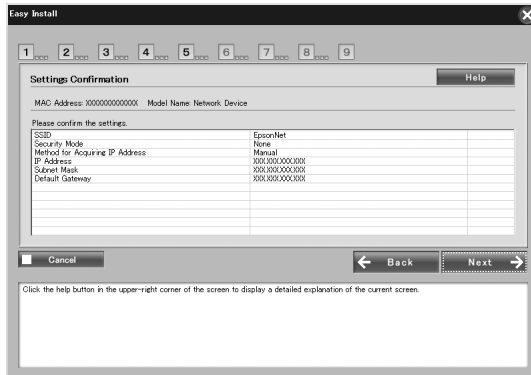 Easy Install
1 2 3 4 5 6 7 8 9
Settings Confirmation Help
MAC Address: XXXXXXXXXXXX Model Name: Network Device
Please confirm the settings.
SSID EpsonNet
Security Mode None
Method for Acquiring IP Address Manual
IP Address XXX.XXX.XXX.XXX
Subnet Mask XXX.XXX.XXX.XXX
Default Gateway XXX.XXX.XXX.XXX
Cancel Back Next
Click the help button in the upper-right corner of the screen to display a detailed explanation of the current screen.